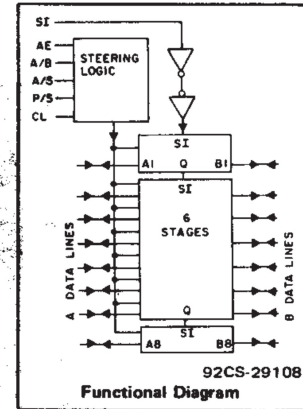 SI
AE
A/B
A/S
P/S
CL
STEERING
LOGIC
SI
A1 Q B1
SI
6
STAGES
A DATA LINES
B DATA LINES
Q
SI
A8 B8
92CS-29108
Functional Diagram